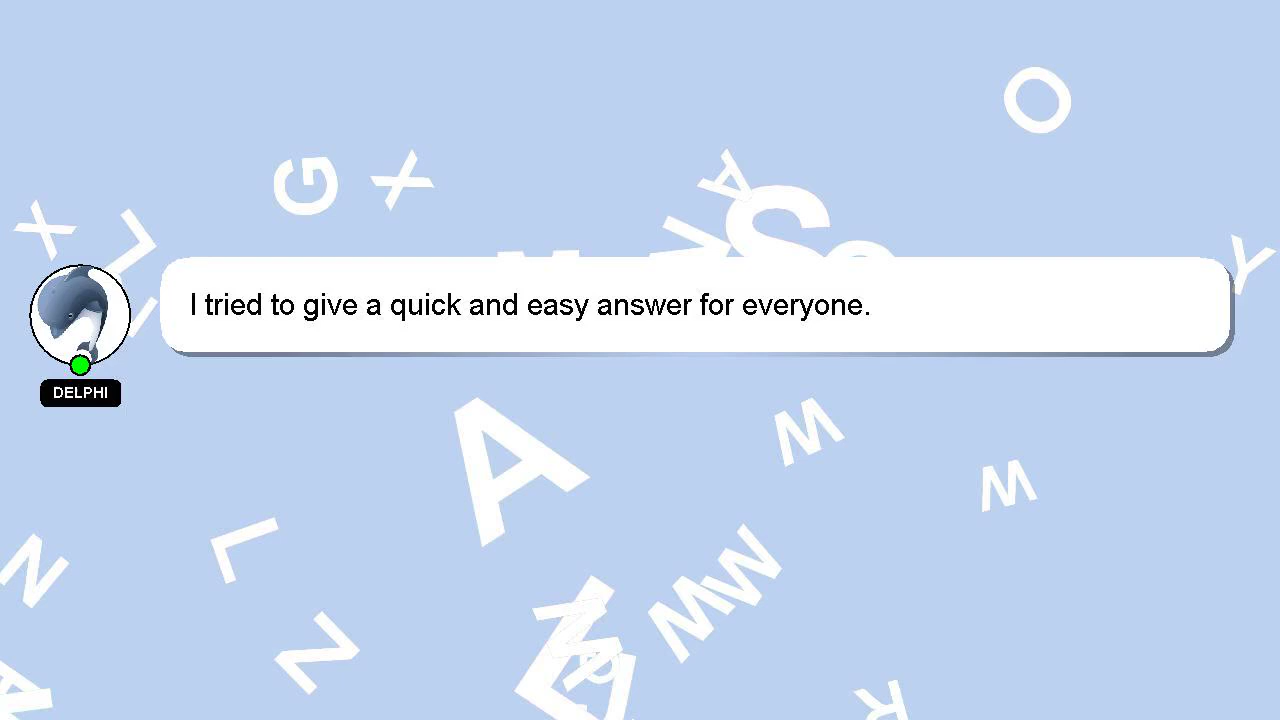 O
G
X
A
S
X
L
Y
I tried to give a quick and easy answer for everyone.
DELPHI
A
W
W
L
N
W
M
Z
R